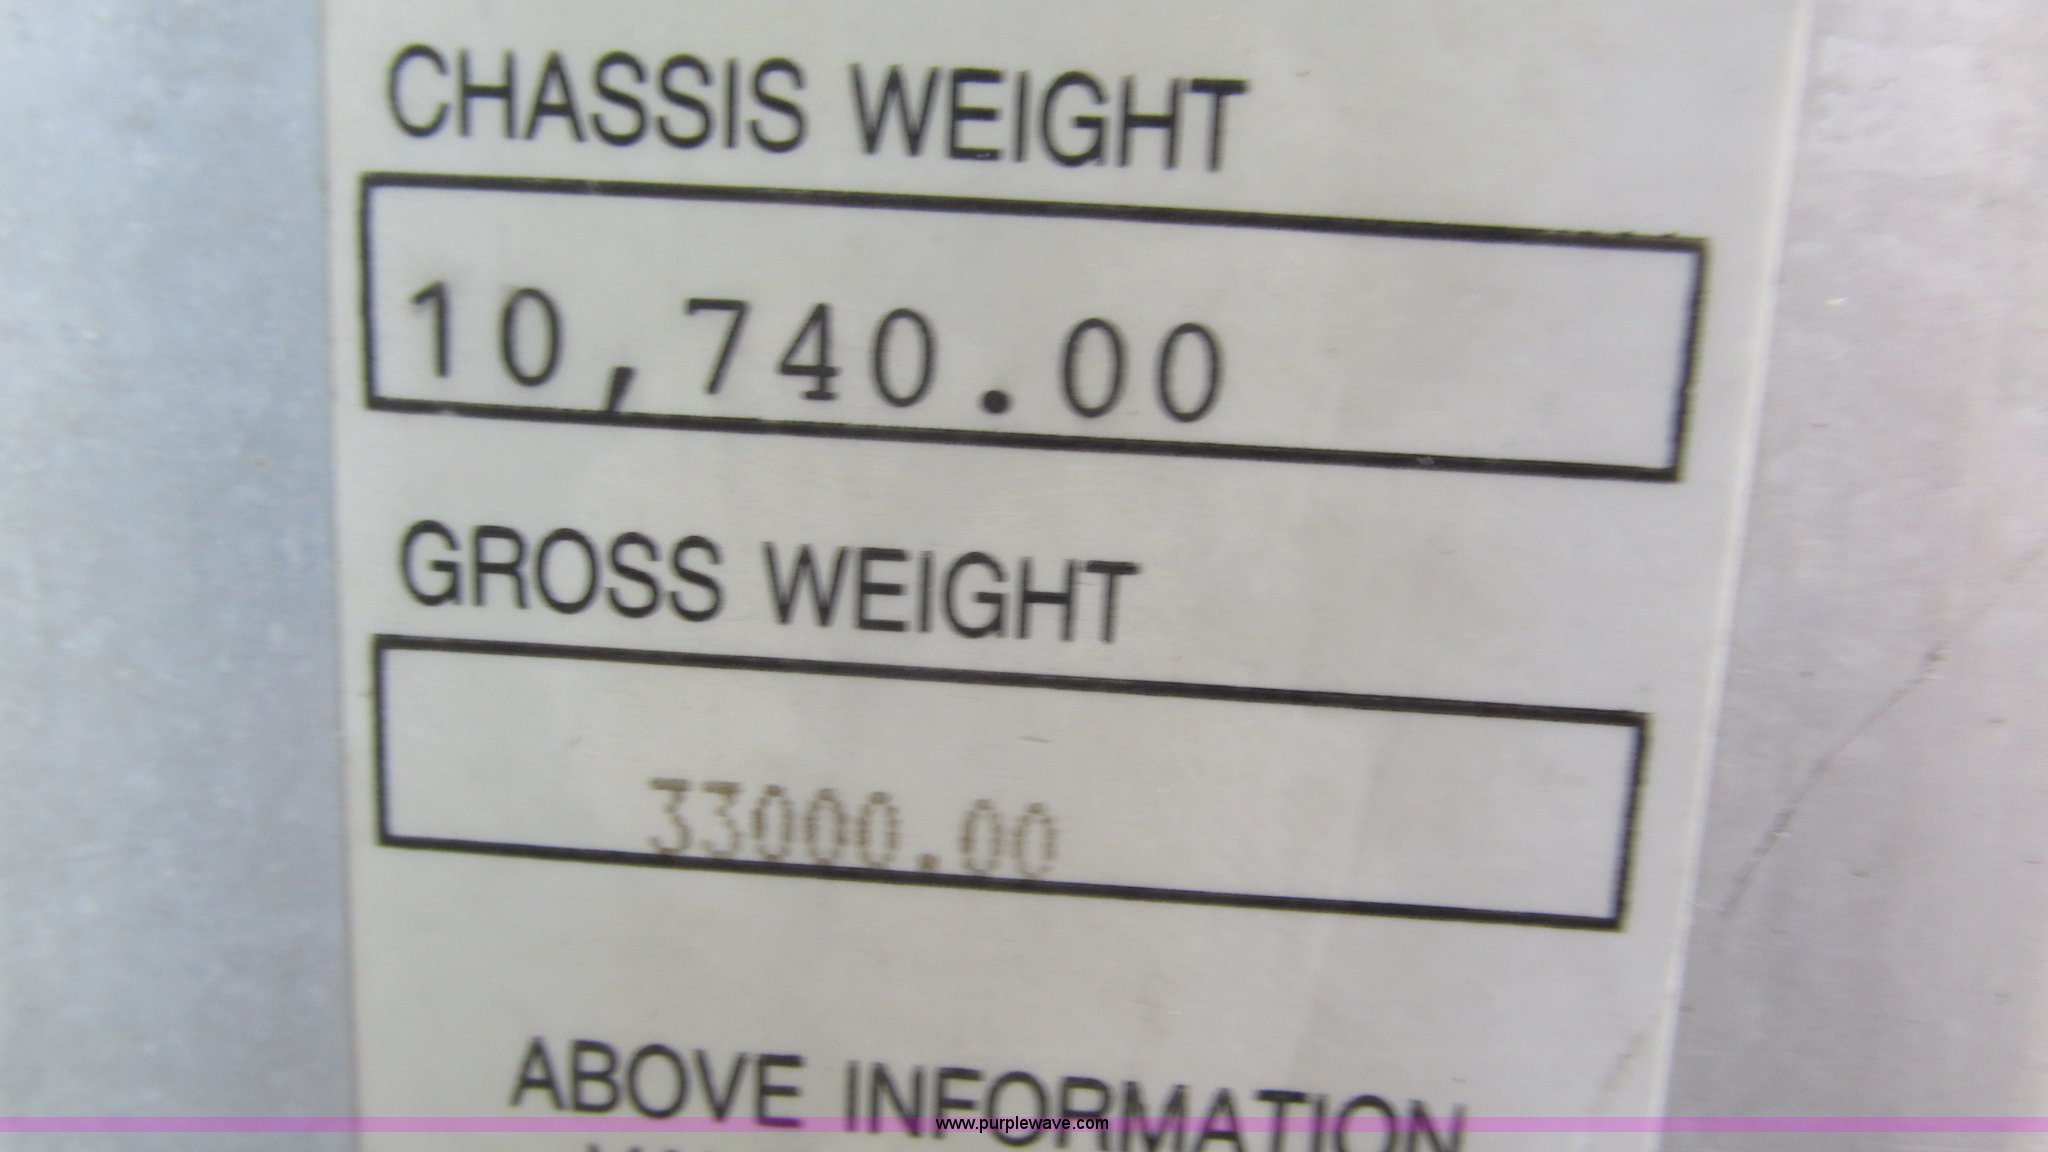 CHASSIS WEIGHT
10,740.00
GROSS WEIGHT
33000.00
ABOVE INFORMATION
www.purplewave.com